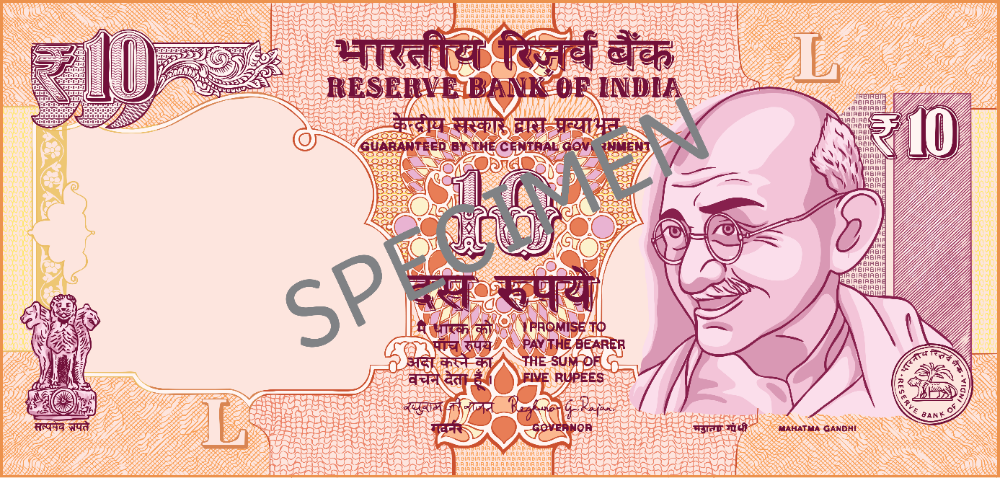 ₹10
भारतीय रिज़र्व बैंक
RESERVE BANK OF INDIA
L
केन्द्रीय सरकार द्वारा प्रत्याभूत
GUARANTEED BY THE CENTRAL GOVERNMENT
₹10
10
SPECIMEN
दस रुपये
मैं धारक को
पाँच रुपये
अदा करने का
वचन देता हूँ।
I PROMISE TO
PAY THE BEARER
THE SUM OF
FIVE RUPEES
Raghuram G. Rajan
गवर्नर
GOVERNOR
L
सत्यमेव जयते
महात्मा गांधी
MAHATMA GANDHI
भारतीय रिज़र्व बैंक
RESERVE BANK OF INDIA